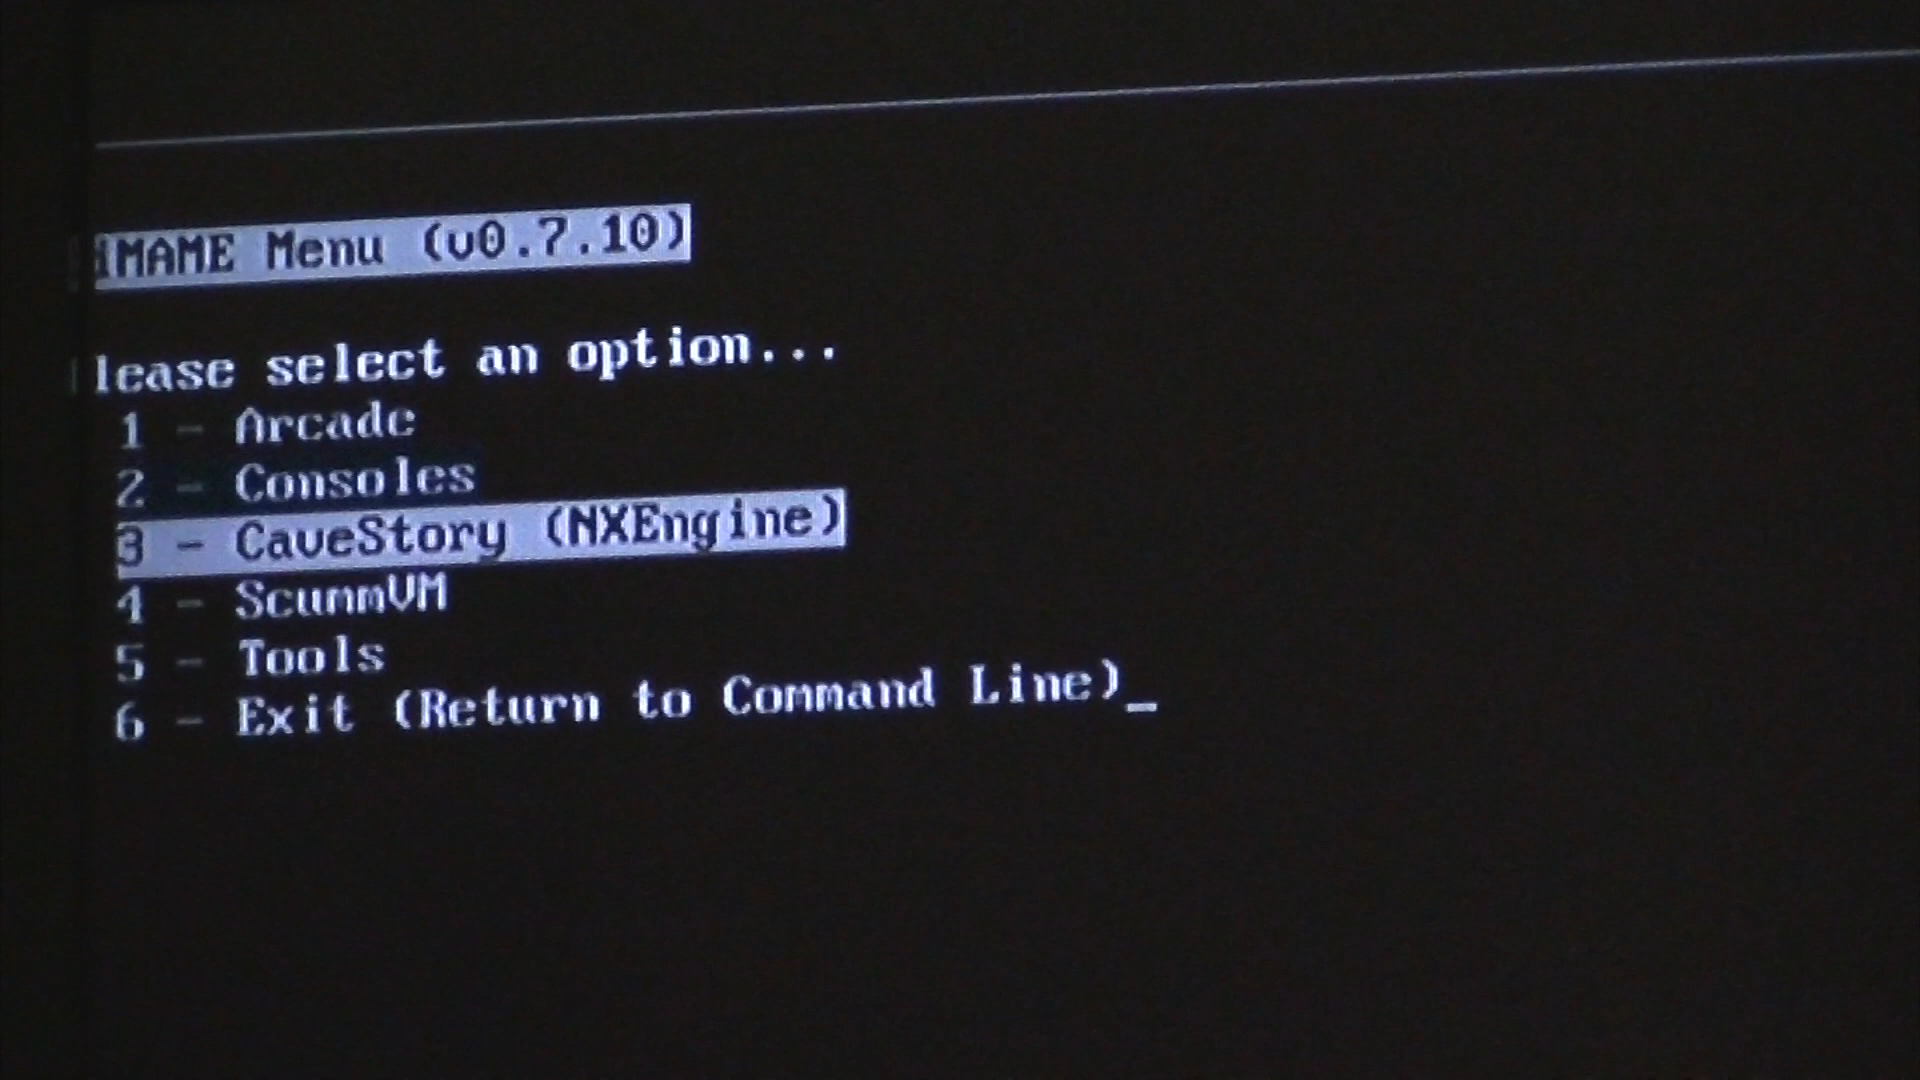 iMAME Menu (v0.7.10)
lease select an option...
1 - Arcade
2 - Consoles
3 - CaveStory (NXEngine)
4 - ScummVM
5 - Tools
6 - Exit (Return to Command Line)_